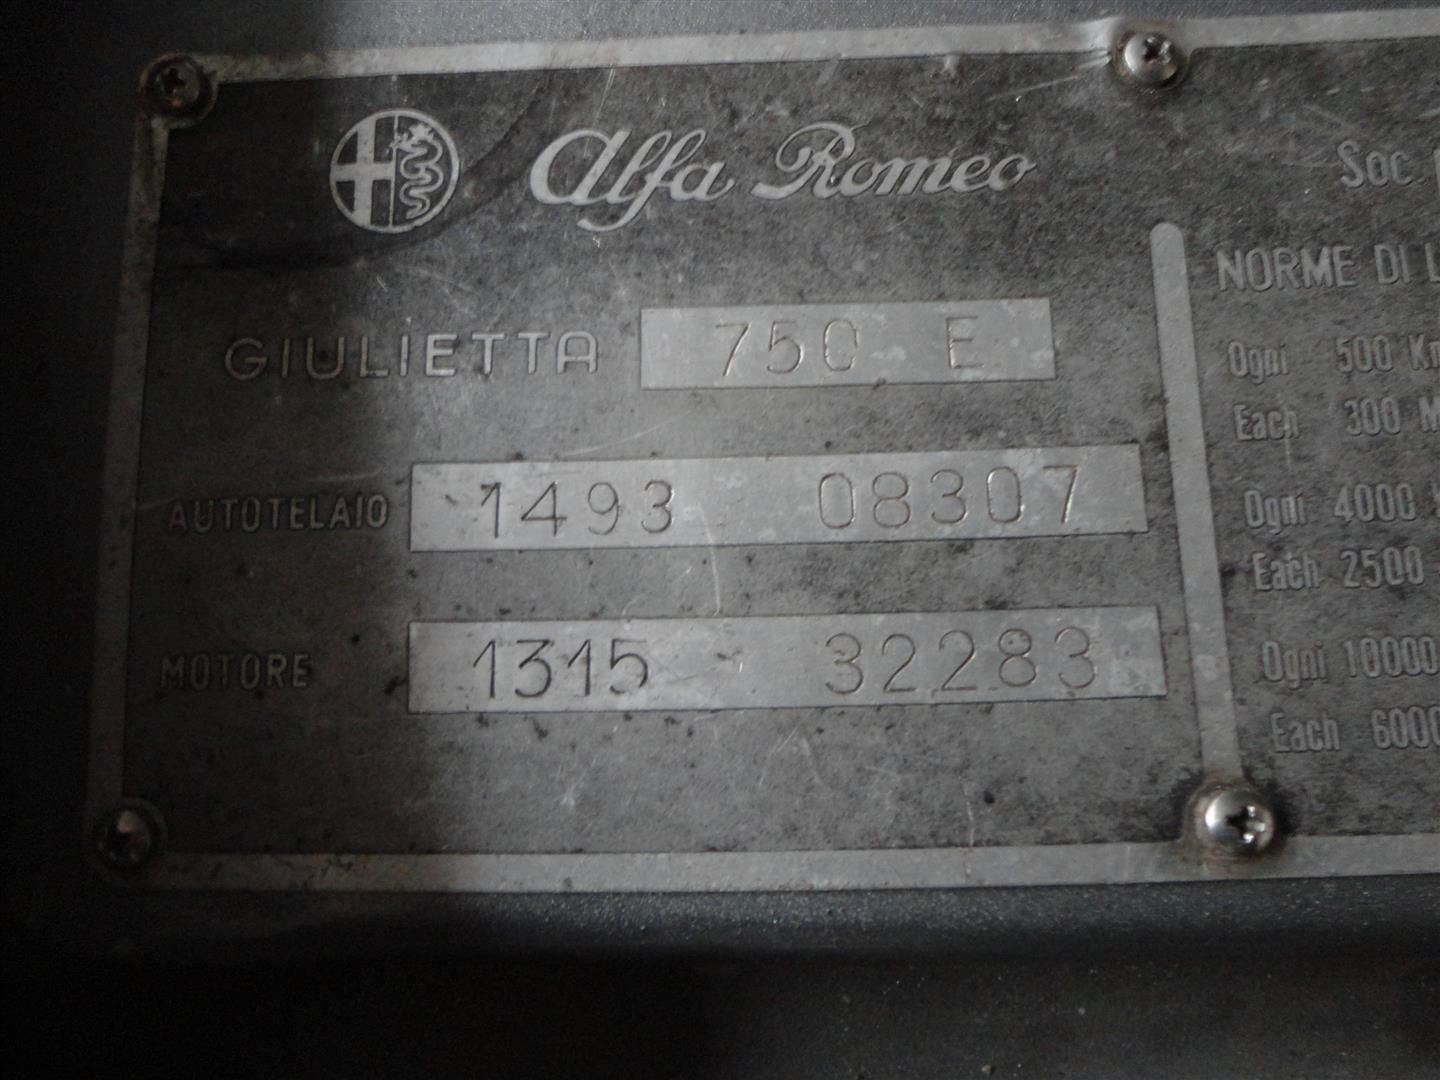 Alfa Romeo
GIULIETTA 750 E
AUTOTELAIO 1493 08307
MOTORE 1315 32283
Soc.
NORME DI
Ogni 500 Km
Each 300 M
Ogni 4000
Each 2500
Ogni 10000
Each 6000